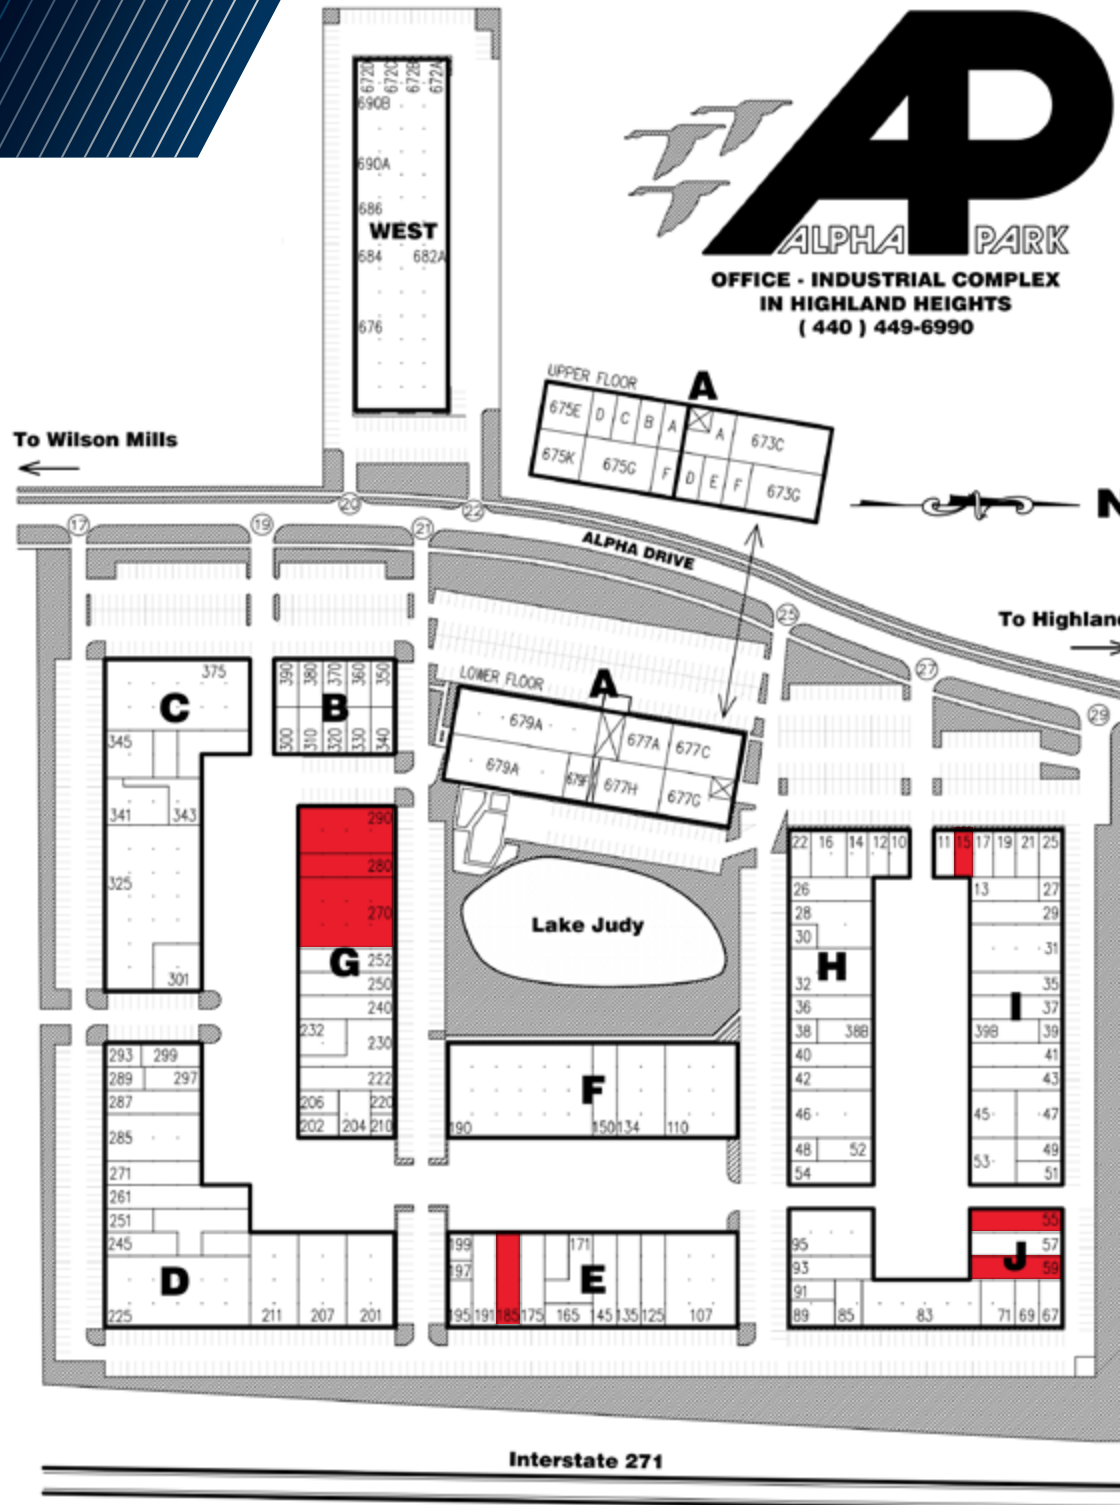 672D 672C 672B 672A
690B
690A
686
WEST
684 682A
676
AP
ALPHA PARK
OFFICE - INDUSTRIAL COMPLEX
IN HIGHLAND HEIGHTS
( 440 ) 449-6990
UPPER FLOOR
A
675E D C B A A 673C
675K 675G F D E F 673G
To Wilson Mills
N
17 19 20 21 22
ALPHA DRIVE
25
27
29
To Highlan
LOWER FLOOR
A
679A 677A 677C
679A 679F 677H 677G
375
C
345
341 343
325
301
390 380 370 360 350
B
300 310 320 330 340
290
280
270
G
252
250
240
232
230
222
206 220
202 204 210
Lake Judy
22 16 14 12 10
26
28
30
H
32
36
38 38B
40
42
46
48 52
54
11 15 17 19 21 25
13 27
29
31
35
I
37
39B 39
41
43
45 47
49
53
51
293 299
289 297
287
285
271
261
251
245
D
225 211 207 201
F
190 150 134 110
199 171
197
E
195 191 185 175 165 145 135 125 107
95
93
91
89 85 83 71 69 67
55
57
J
59
Interstate 271